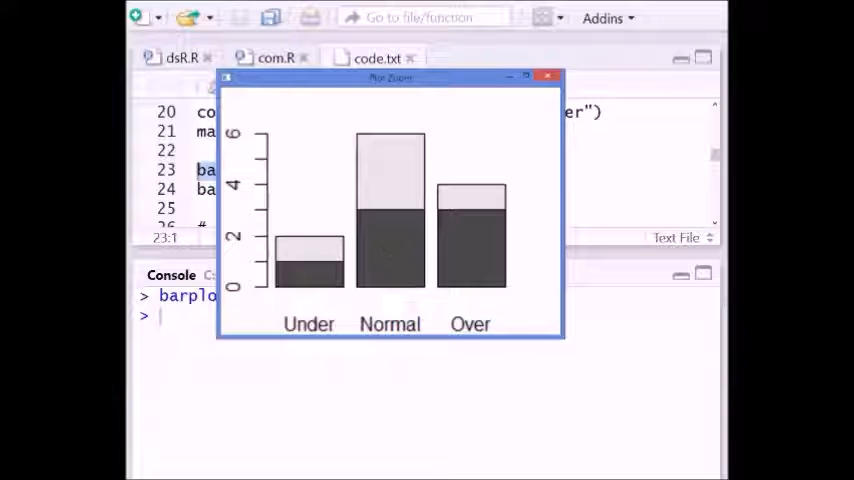 Go to file/function
Addins
dsR.R
com.R
code.txt
Plot Zoom
20 co er")
21 ma
22
23 ba
24 ba
25
26 #
23:1
Text File
Console C:
> barplo
>
6
4
2
0
Under Normal Over